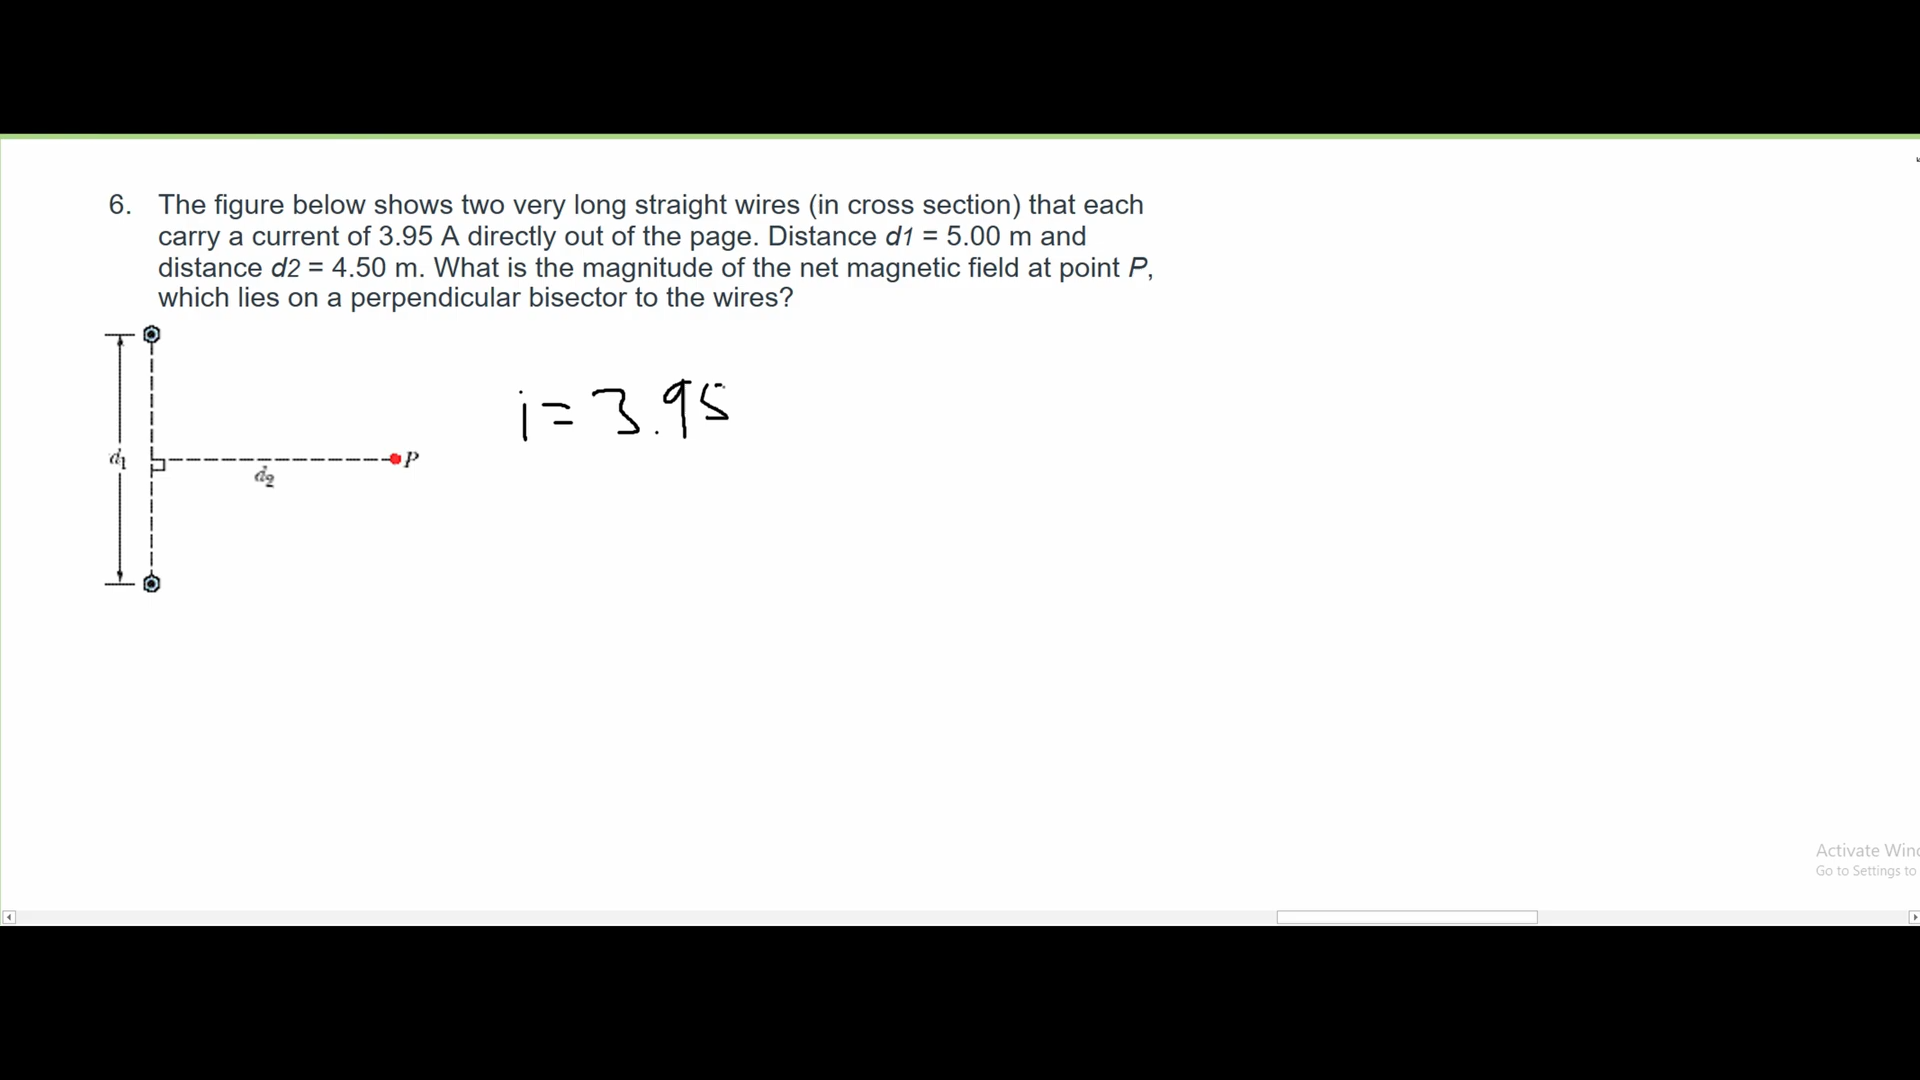 6. The figure below shows two very long straight wires (in cross section) that each
carry a current of 3.95 A directly out of the page. Distance d1 = 5.00 m and
distance d2 = 4.50 m. What is the magnitude of the net magnetic field at point P,
which lies on a perpendicular bisector to the wires?
i = 3.95
d1
P
d2
Activate Wind
Go to Settings to